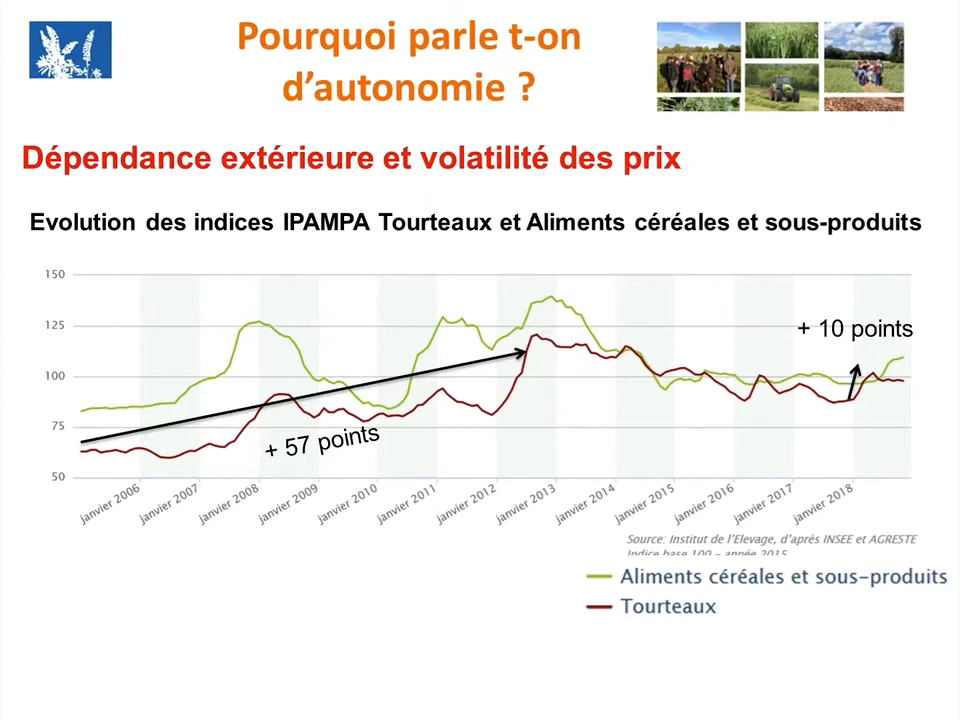 Pourquoi parle t-on
d’autonomie ?
Dépendance extérieure et volatilité des prix
Evolution des indices IPAMPA Tourteaux et Aliments céréales et sous-produits
150
125
100
75
50
+ 10 points
+ 57 points
janvier 2006
janvier 2007
janvier 2008
janvier 2009
janvier 2010
janvier 2011
janvier 2012
janvier 2013
janvier 2014
janvier 2015
janvier 2016
janvier 2017
janvier 2018
Source: Institut de l’Elevage, d’après INSEE et AGRESTE
Indice base 100 – année 2015
Aliments céréales et sous-produits
Tourteaux